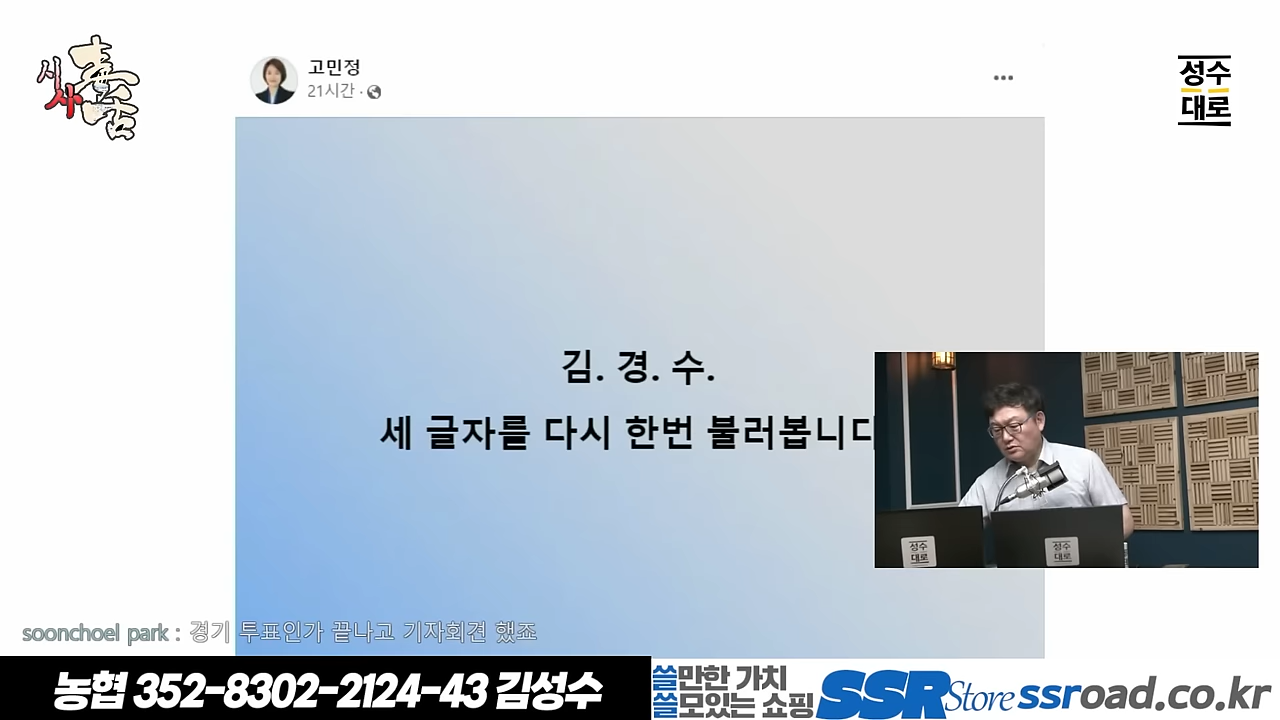 시사
고민정
21시간 ·
성수
대로
김. 경. 수.
세 글자를 다시 한번 불러봅니다
성수
대로
성수
대로
soonchoel park : 경기 투표인가 끝나고 기자회견 했죠
농협 352-8302-2124-43 김성수
쓸만한 가치
쓸모있는 쇼핑
SSR Store ssroad.co.kr